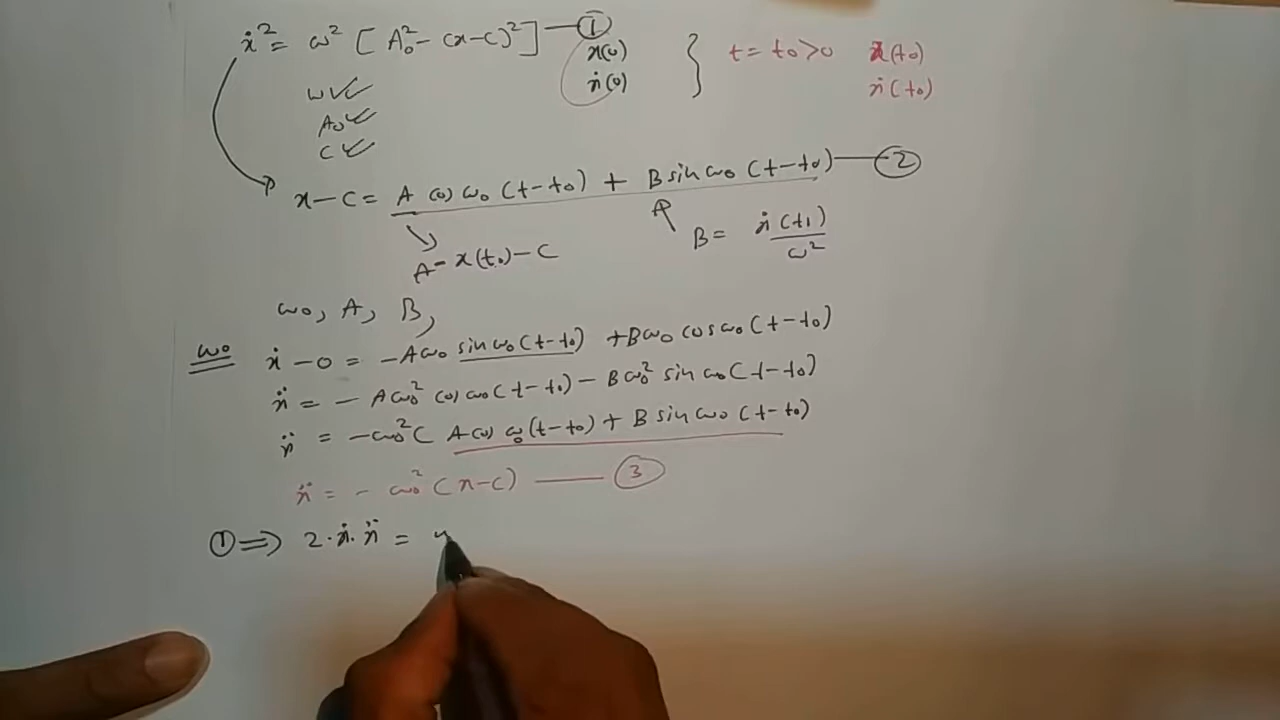 ẋ² = ω² [ A₀² - (x-c)² ] — ①
x(0) } t = t₀ > 0 x(t₀)
ω ✓ ẋ(0) ẋ(t₀)
A₀ ✓
C ✓
x - c = A cos ω₀ (t-t₀) + B sin ω₀ (t-t₀) — ②
B = ẋ(t₁) / ω²
A = x(t₀) - c
ω₀, A, B,
ω₀ ẋ - 0 = -Aω₀ sin ω₀ (t-t₀) + Bω₀ cos ω₀ (t-t₀)
ẍ = - Aω₀² cos ω₀ (t-t₀) - Bω₀² sin ω₀ (t-t₀)
ẍ = -ω₀² ( A cos ω₀ (t-t₀) + B sin ω₀ (t-t₀)
ẍ = - ω₀² (x-c) — ③
① ⟹ 2·ẋ·ẍ =